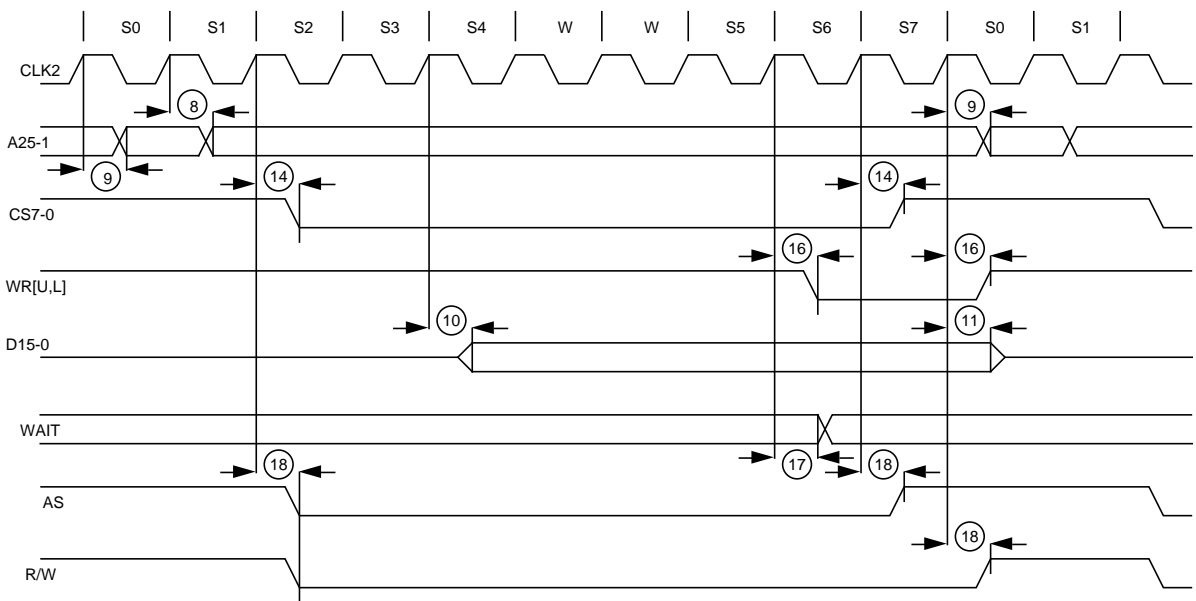 S0 S1 S2 S3 S4 W W S5 S6 S7 S0 S1
CLK2
8 9
A25-1
9 14 14
CS7-0
16 16
WR[U,L]
10 11
D15-0
WAIT
18 17 18
AS
18
R/W